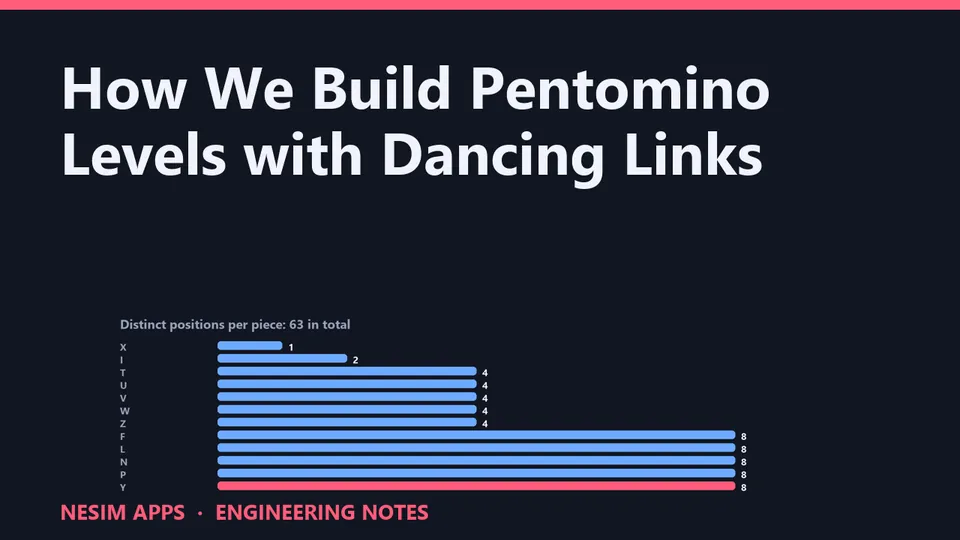 How We Build Pentomino
Levels with Dancing Links
Distinct positions per piece: 63 in total
X 1
I 2
T 4
U 4
V 4
W 4
Z 4
F 8
L 8
N 8
P 8
Y 8
NESIM APPS · ENGINEERING NOTES